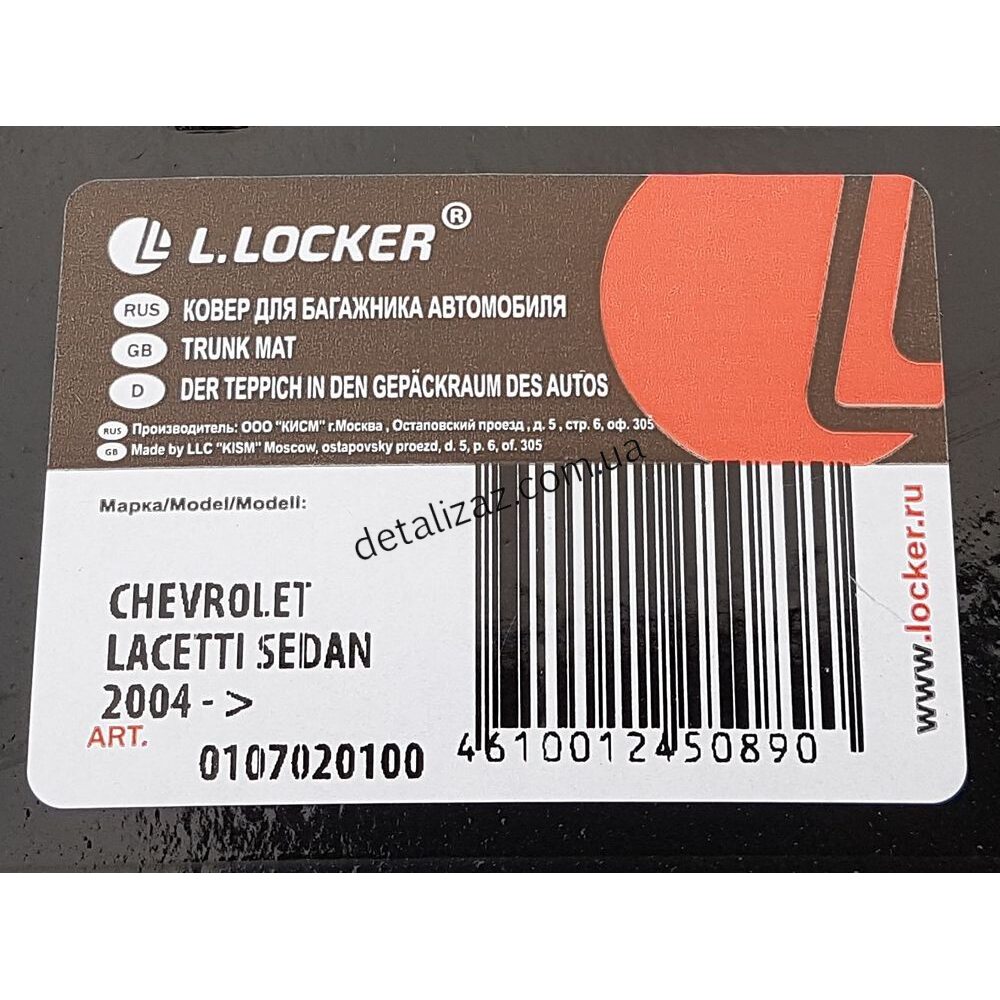 L.LOCKER®
RUS КОВЕР ДЛЯ БАГАЖНИКА АВТОМОБИЛЯ
GB TRUNK MAT
D DER TEPPICH IN DEN GEPÄCKRAUM DES AUTOS
RUS Производитель: ООО "КИСМ" г.Москва , Остаповский проезд , д. 5 , стр. 6, оф. 305
GB Made by LLC "KISM" Moscow, ostapovsky proezd, d. 5, p. 6, of. 305
detalizaz.com.ua
Марка/Model/Modell:
CHEVROLET
LACETTI SEDAN
2004 - >
ART.
0107020100
4610012450890
www.locker.ru